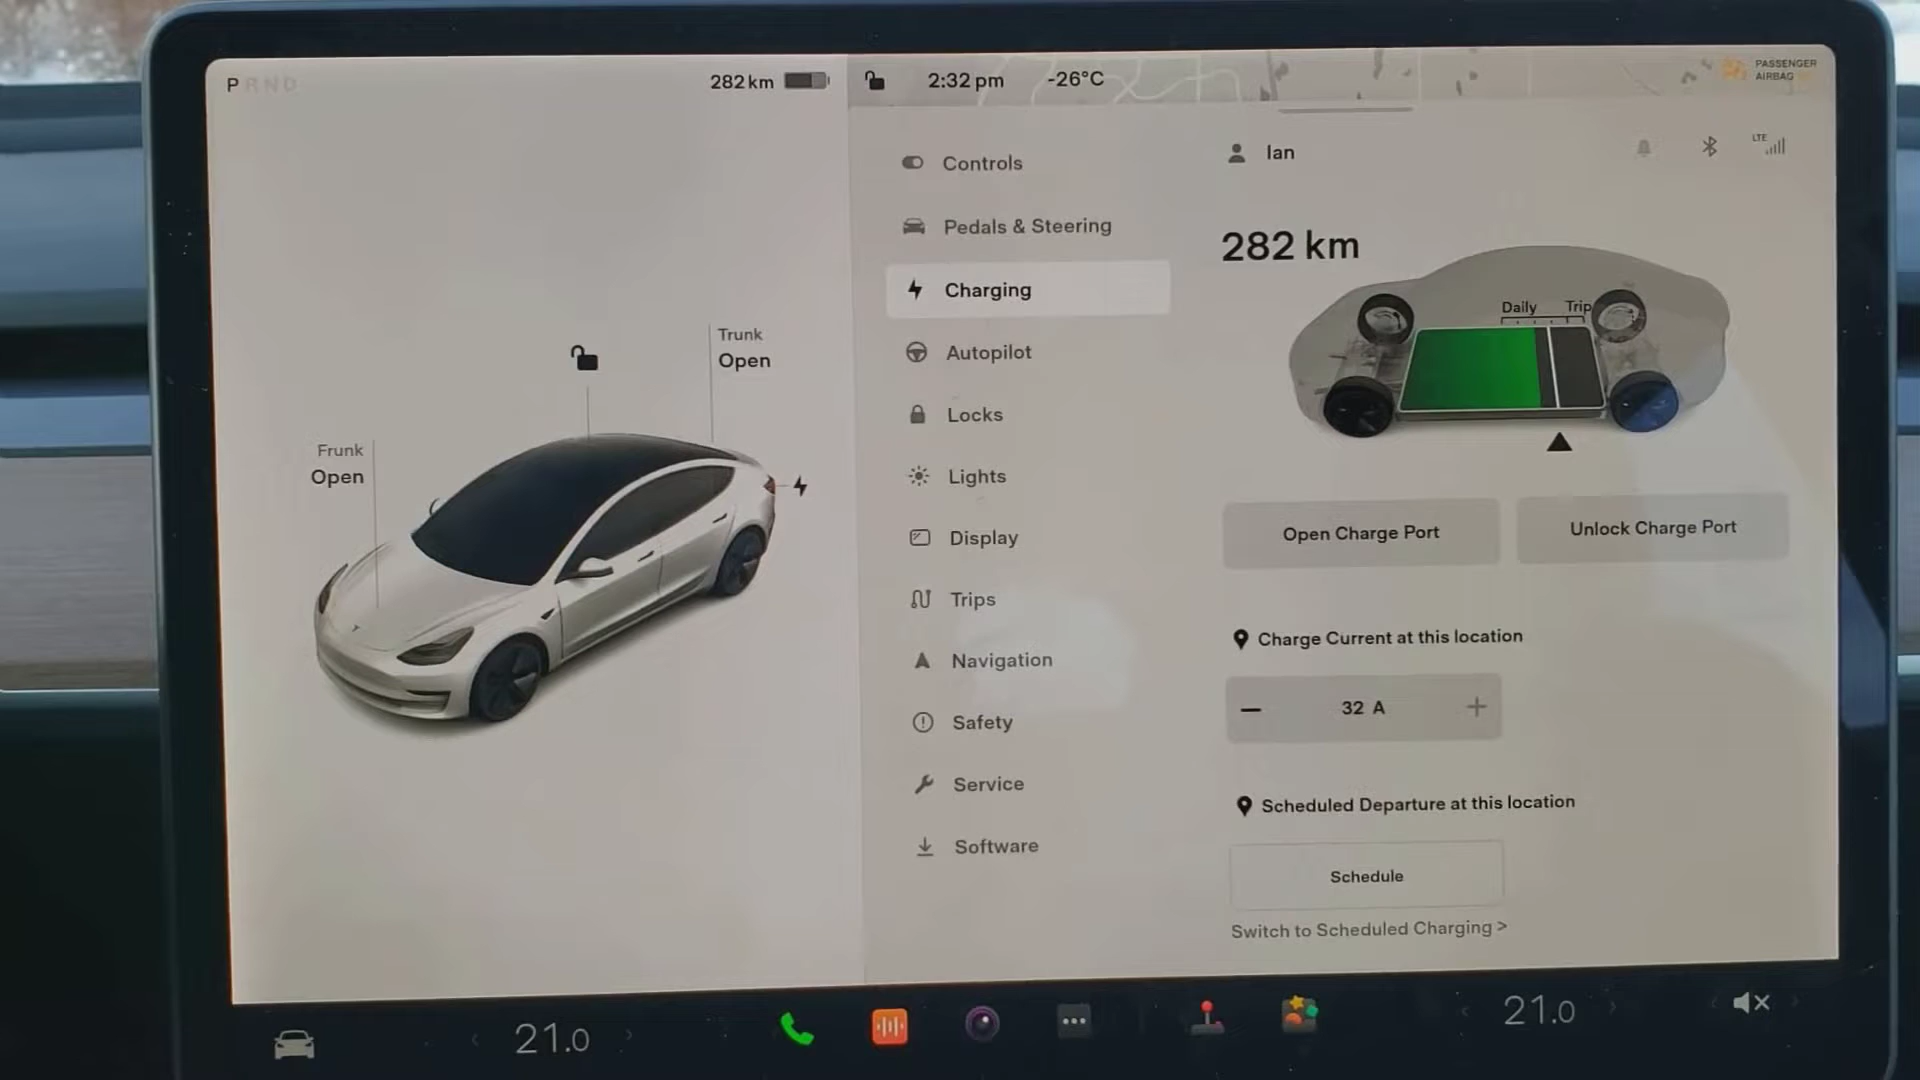 P R N D
282 km
2:32 pm
-26°C
PASSENGER
AIRBAG
Trunk
Open
Frunk
Open
Controls
Pedals & Steering
Charging
Autopilot
Locks
Lights
Display
Trips
Navigation
Safety
Service
Software
Ian
LTE
282 km
Daily
Trip
Open Charge Port
Unlock Charge Port
Charge Current at this location
32 A
Scheduled Departure at this location
Schedule
Switch to Scheduled Charging >
21.0
21.0